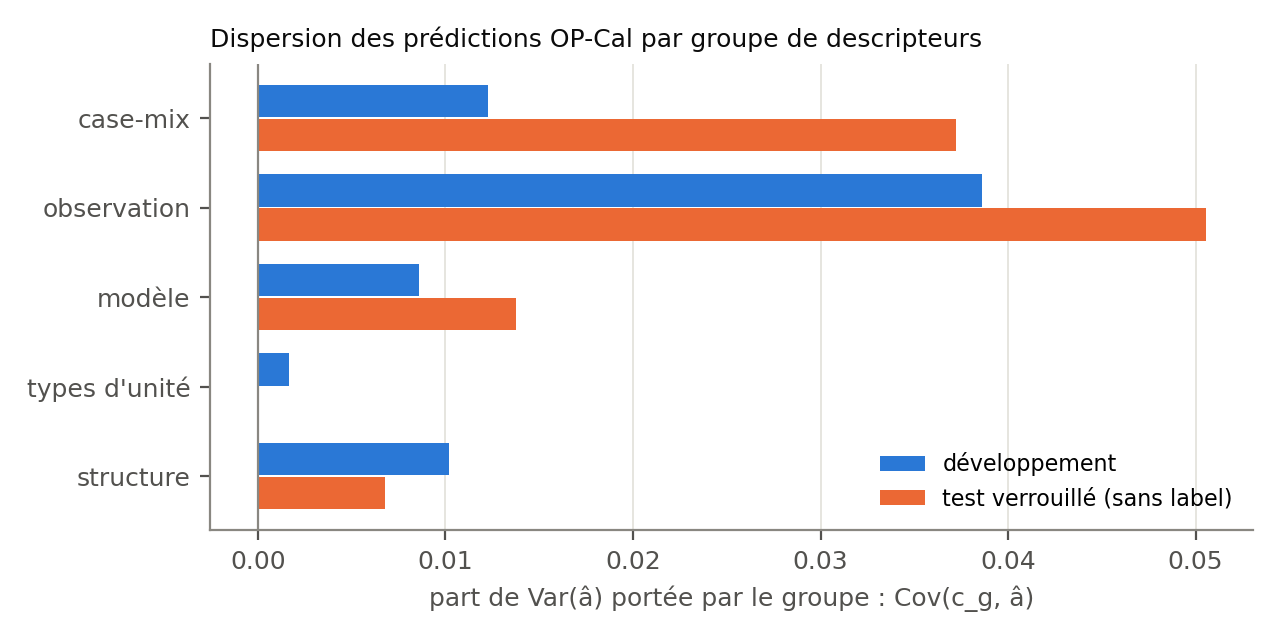 Dispersion des prédictions OP-Cal par groupe de descripteurs
case-mix
observation
modèle
types d'unité
structure
développement
test verrouillé (sans label)
0.00 0.01 0.02 0.03 0.04 0.05
part de Var(â) portée par le groupe : Cov(c_g, â)